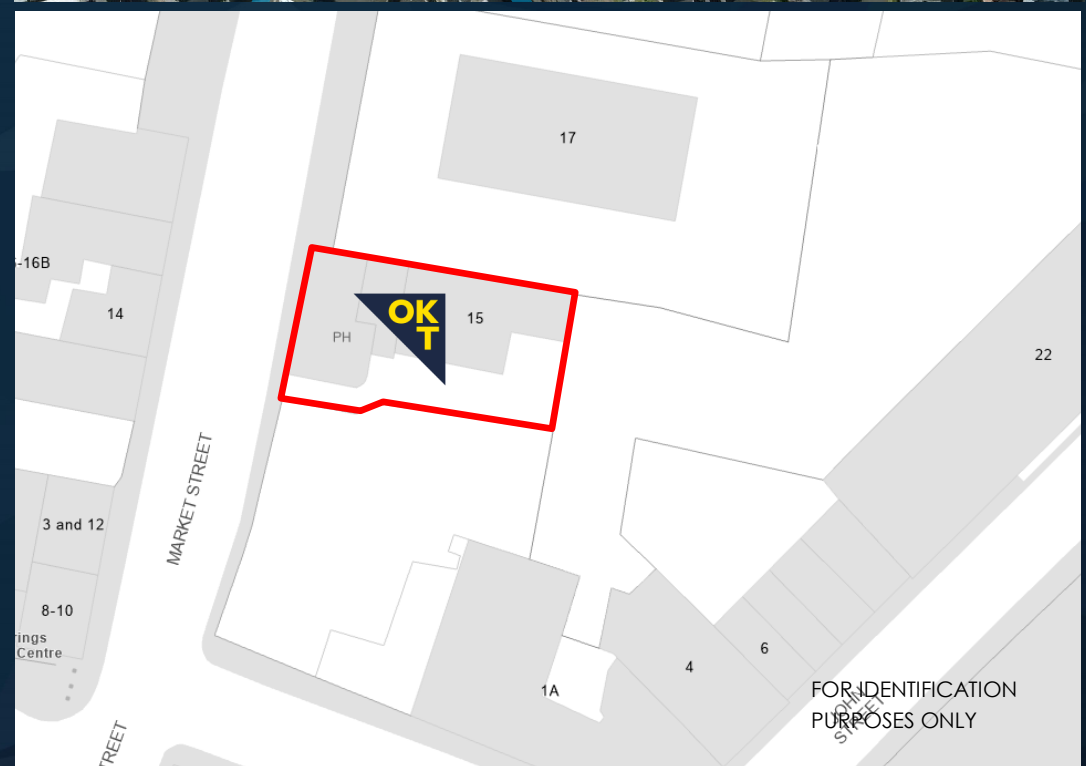 17
-16B
14
OK
T
15
PH
22
MARKET STREET
3 and 12
8-10
rings
Centre
6
4
1A
FOR IDENTIFICATION
PURPOSES ONLY
JOHN
STREET
REET